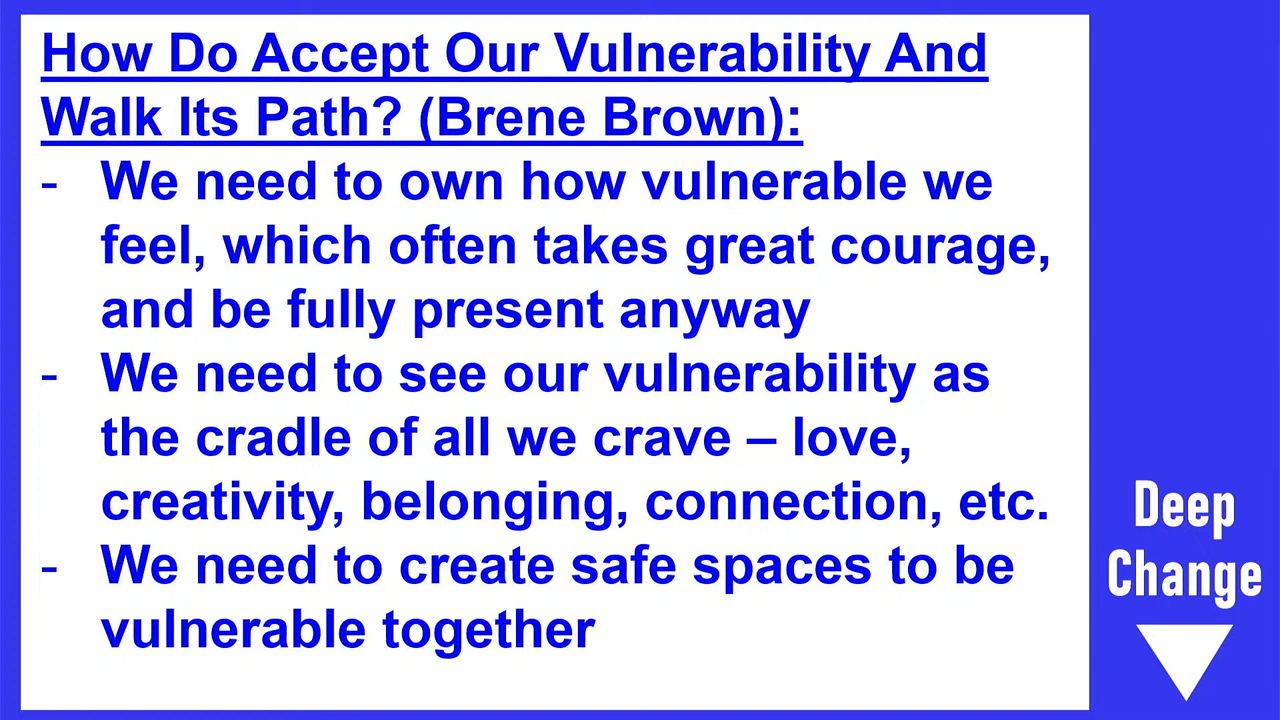 How Do Accept Our Vulnerability And
Walk Its Path? (Brene Brown):
- We need to own how vulnerable we
feel, which often takes great courage,
and be fully present anyway
- We need to see our vulnerability as
the cradle of all we crave – love,
creativity, belonging, connection, etc.
- We need to create safe spaces to be
vulnerable together
Deep
Change